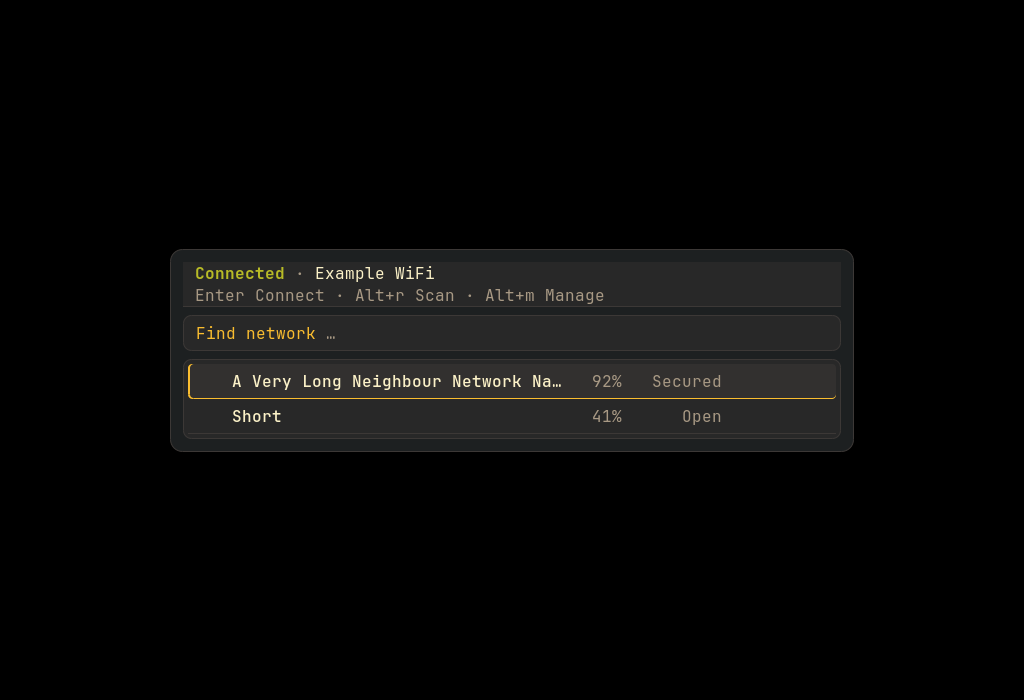 Connected · Example WiFi
Enter Connect · Alt+r Scan · Alt+m Manage
Find network …
A Very Long Neighbour Network Na… 92% Secured
Short 41% Open